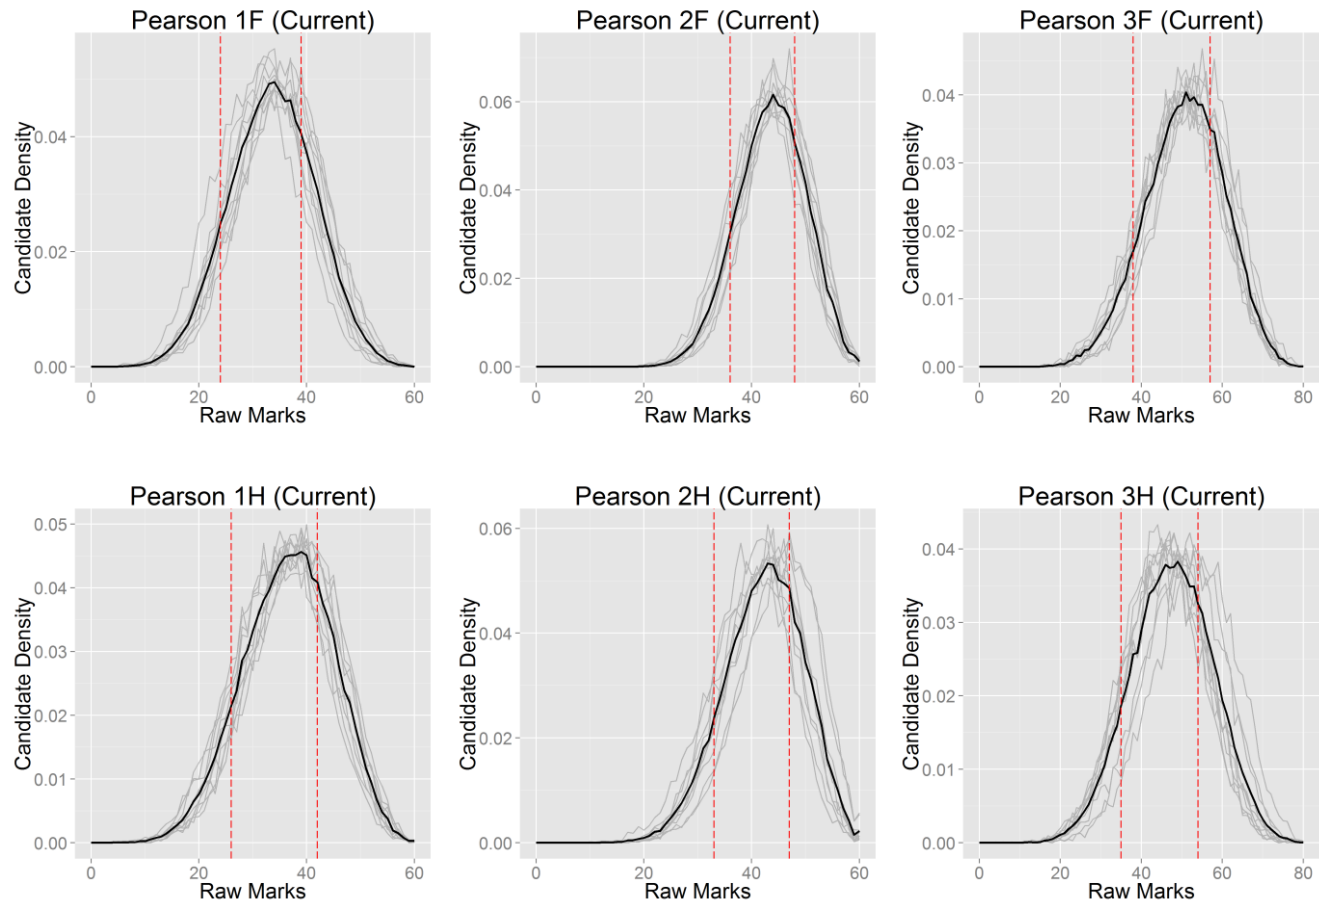 Pearson 1F (Current)
Candidate Density
0.04
0.02
0.00
0
20
40
60
Raw Marks
Pearson 2F (Current)
Candidate Density
0.06
0.04
0.02
0.00
0
20
40
60
Raw Marks
Pearson 3F (Current)
Candidate Density
0.04
0.03
0.02
0.01
0.00
0
20
40
60
80
Raw Marks
Pearson 1H (Current)
Candidate Density
0.05
0.04
0.03
0.02
0.01
0.00
0
20
40
60
Raw Marks
Pearson 2H (Current)
Candidate Density
0.06
0.04
0.02
0.00
0
20
40
60
Raw Marks
Pearson 3H (Current)
Candidate Density
0.04
0.03
0.02
0.01
0.00
0
20
40
60
80
Raw Marks